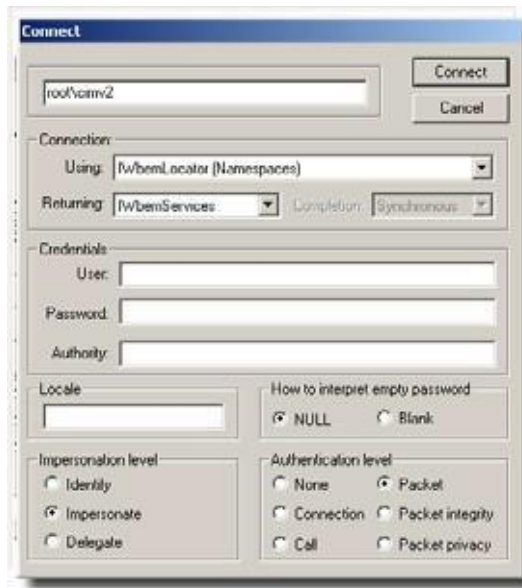 Connect
root\cimv2
Connect
Cancel
Connection:
Using: IWbemLocator (Namespaces)
Returning: IWbemServices Completion: Synchronous
Credentials
User:
Password:
Authority:
Locale
How to interpret empty password
NULL Blank
Impersonation level
Identify
Impersonate
Delegate
Authentication level
None Packet
Connection Packet integrity
Call Packet privacy